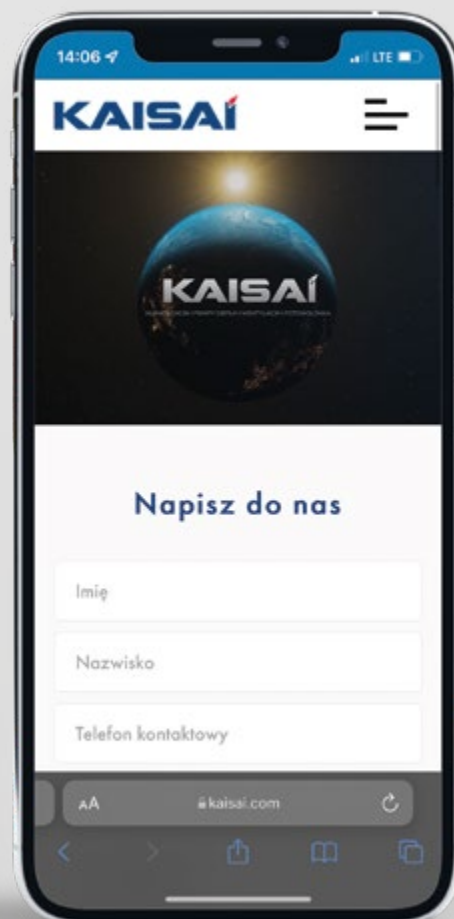 14:06
LTE
KAISAI
KAISAI
Napisz do nas
Imię
Nazwisko
Telefon kontaktowy
AA
kaisai.com